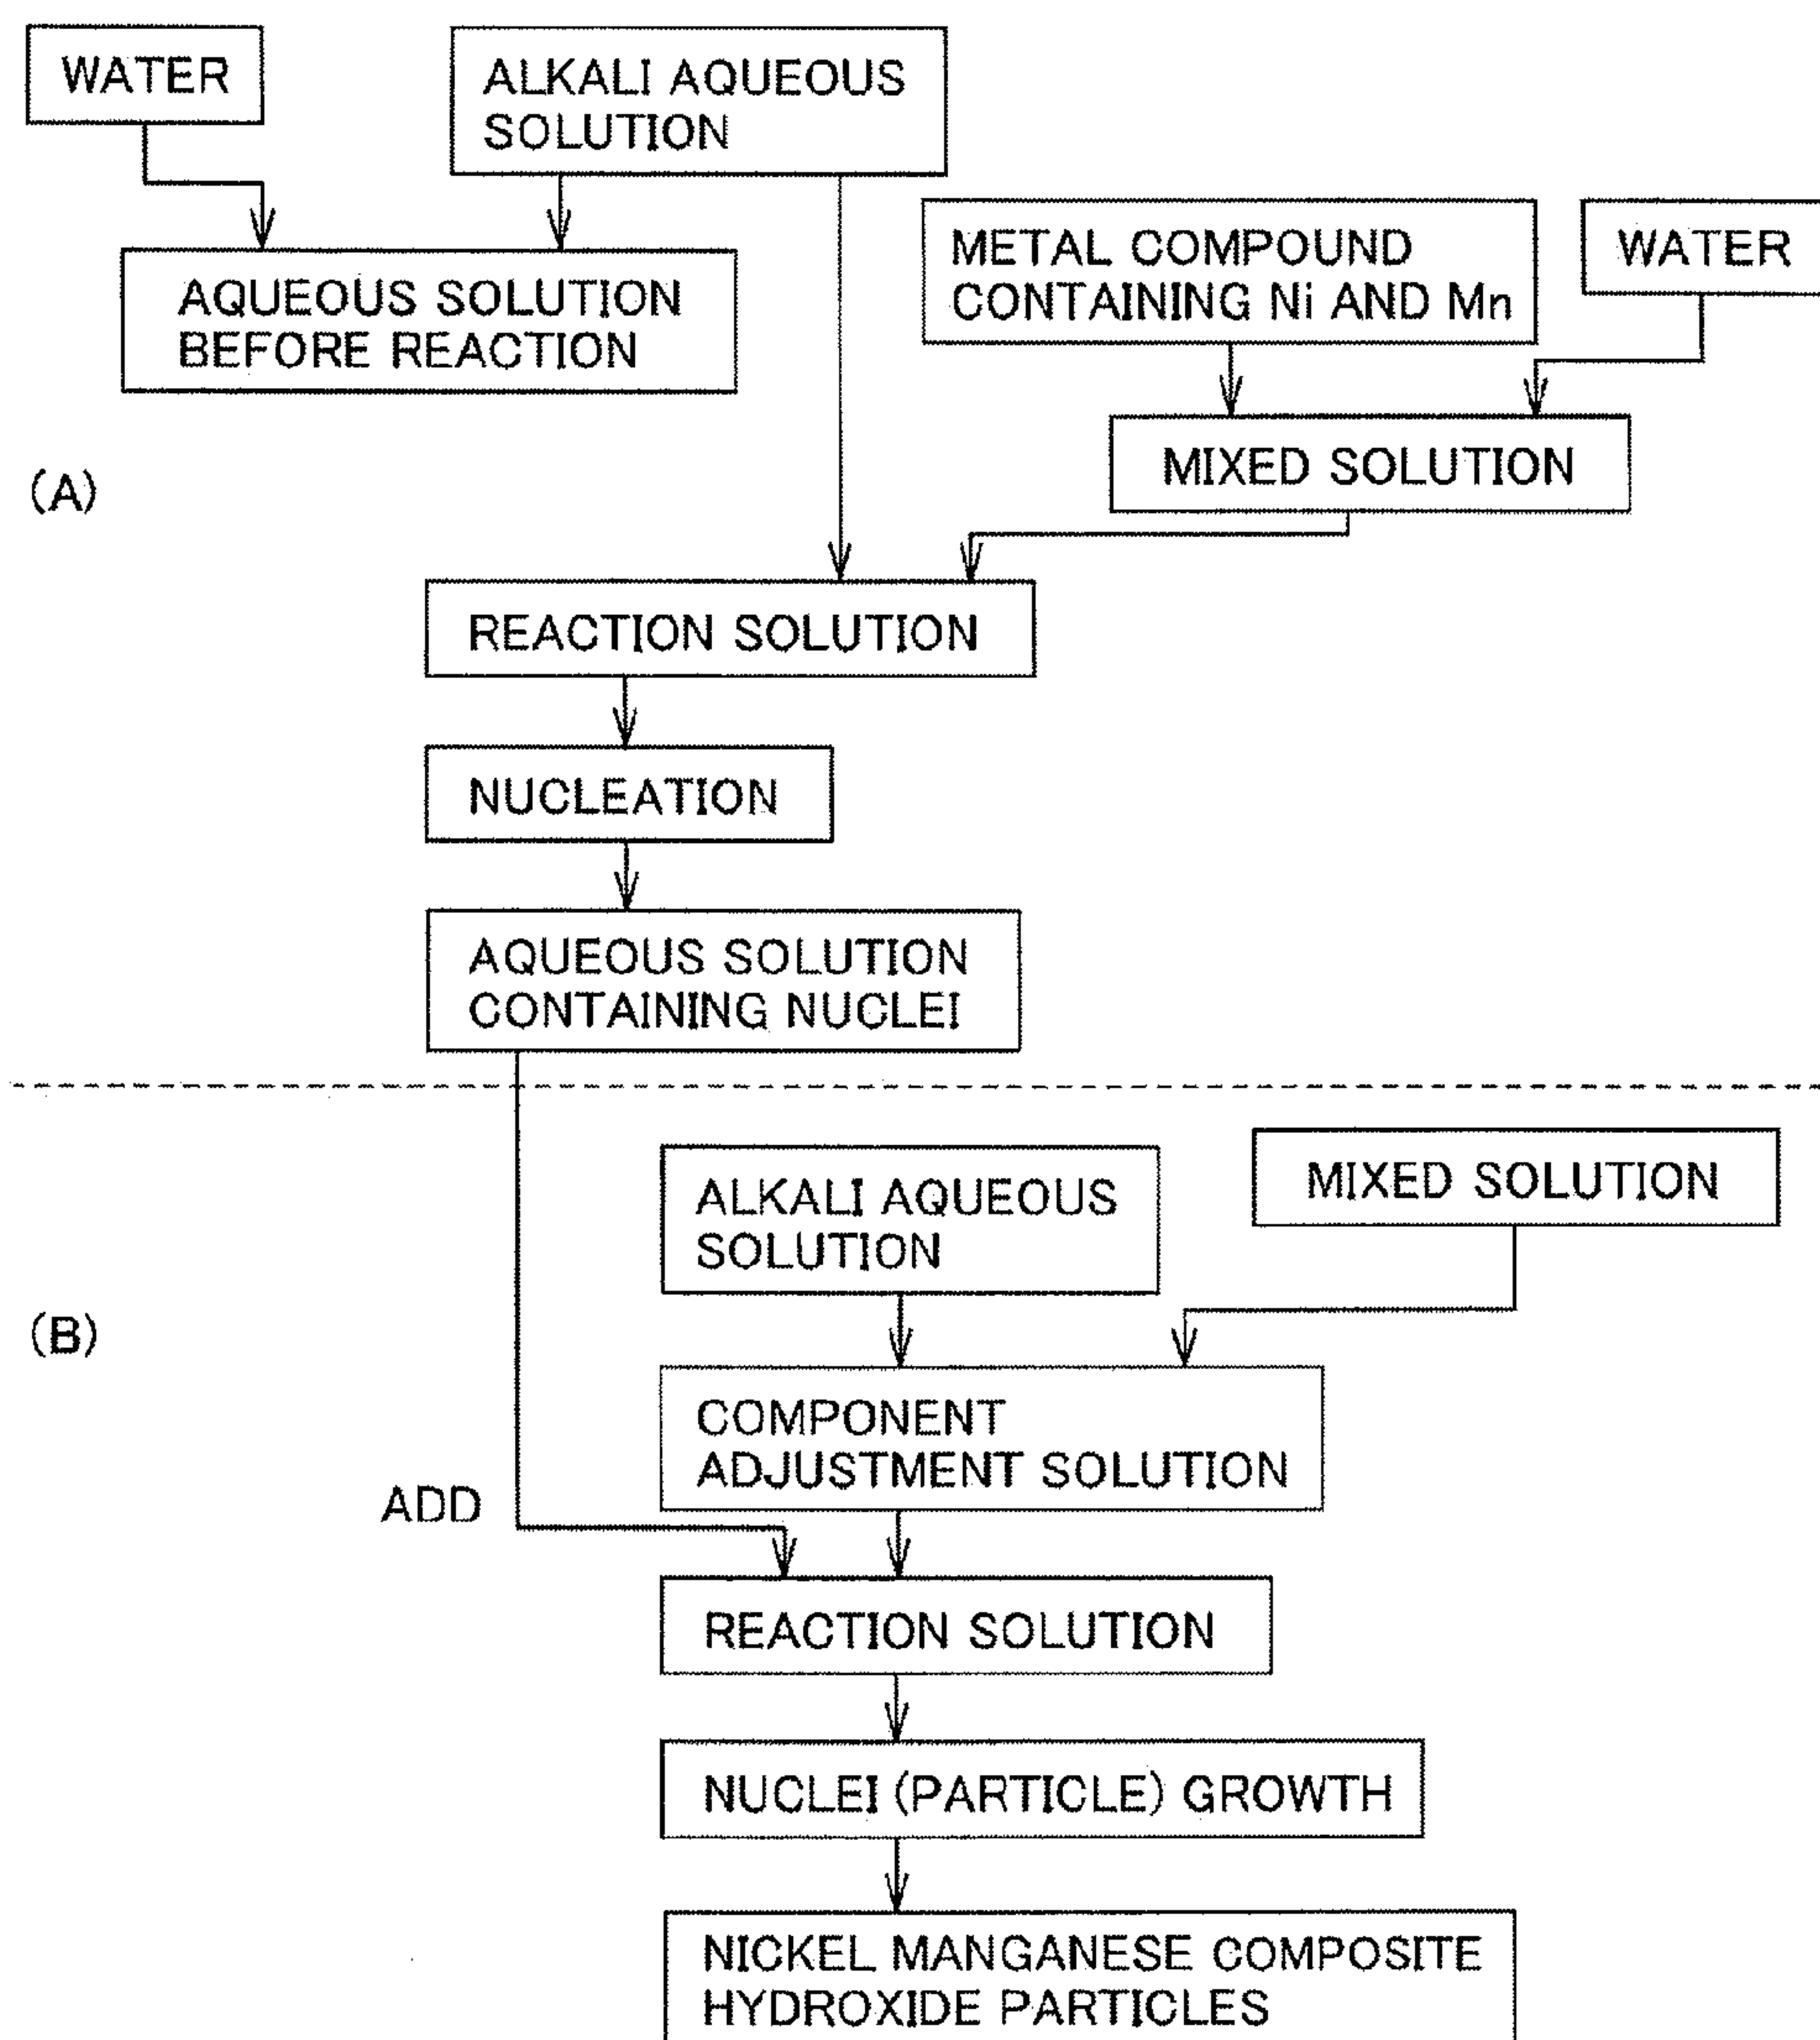 WATER
ALKALI AQUEOUS
SOLUTION
METAL COMPOUND
CONTAINING Ni AND Mn
WATER
AQUEOUS SOLUTION
BEFORE REACTION
MIXED SOLUTION
(A)
REACTION SOLUTION
NUCLEATION
AQUEOUS SOLUTION
CONTAINING NUCLEI
ALKALI AQUEOUS
SOLUTION
MIXED SOLUTION
(B)
COMPONENT
ADJUSTMENT SOLUTION
ADD
REACTION SOLUTION
NUCLEI (PARTICLE) GROWTH
NICKEL MANGANESE COMPOSITE
HYDROXIDE PARTICLES